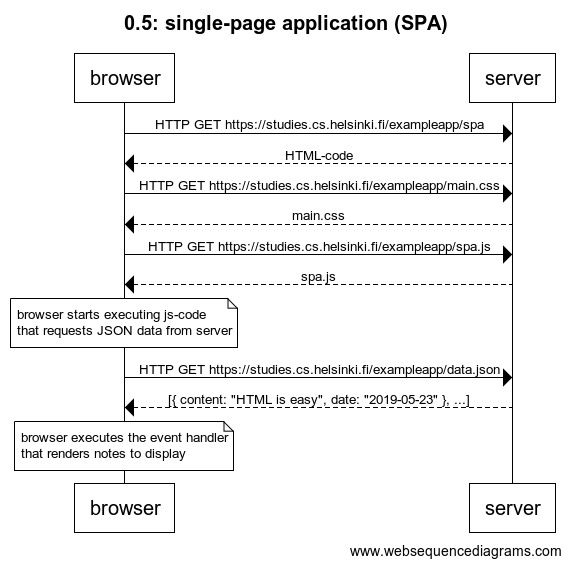 0.5: single-page application (SPA)
browser
server
HTTP GET https://studies.cs.helsinki.fi/exampleapp/spa
HTML-code
HTTP GET https://studies.cs.helsinki.fi/exampleapp/main.css
main.css
HTTP GET https://studies.cs.helsinki.fi/exampleapp/spa.js
spa.js
browser starts executing js-code
that requests JSON data from server
HTTP GET https://studies.cs.helsinki.fi/exampleapp/data.json
[{ content: "HTML is easy", date: "2019-05-23" }, ...]
browser executes the event handler
that renders notes to display
browser
server
www.websequencediagrams.com